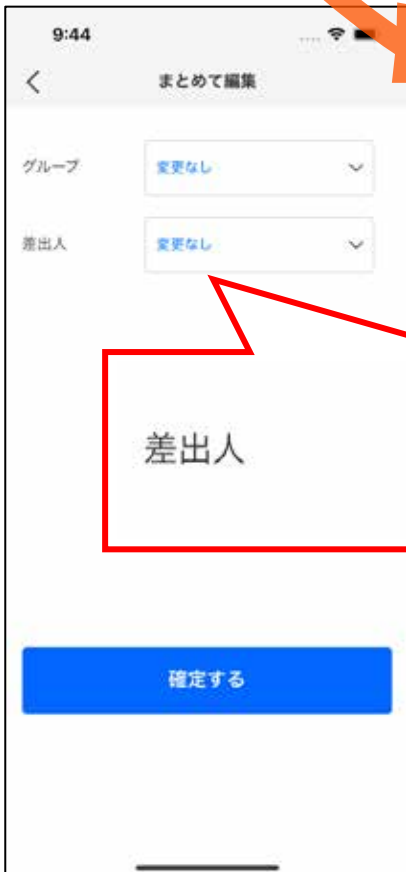 9:44
まとめて編集
グループ 変更なし
差出人 変更なし
差出人
確定する